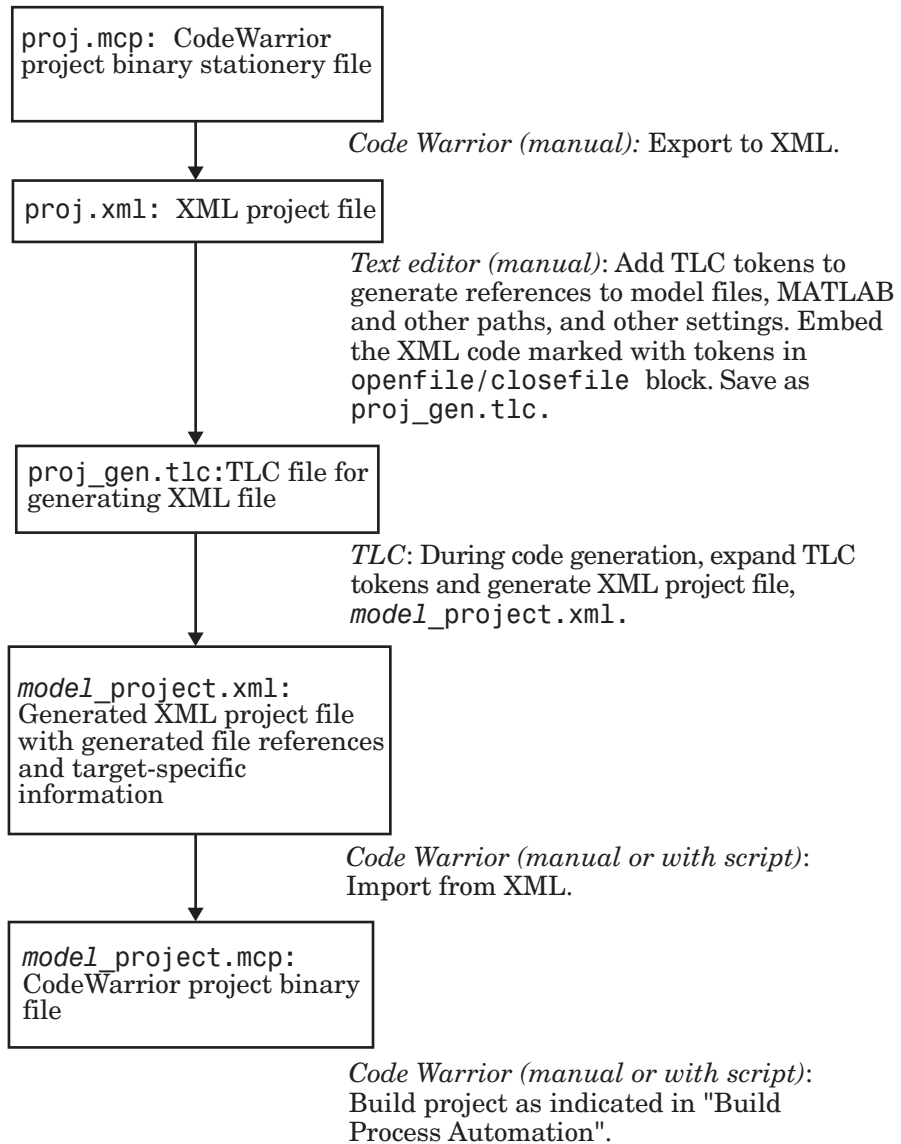 proj.mcp: CodeWarrior
project binary stationery file
Code Warrior (manual): Export to XML.
proj.xml: XML project file
Text editor (manual): Add TLC tokens to
generate references to model files, MATLAB
and other paths, and other settings. Embed
the XML code marked with tokens in
openfile/closefile block. Save as
proj_gen.tlc.
proj_gen.tlc:TLC file for
generating XML file
TLC: During code generation, expand TLC
tokens and generate XML project file,
model_project.xml.
model_project.xml:
Generated XML project file
with generated file references
and target-specific
information
Code Warrior (manual or with script):
Import from XML.
model_project.mcp:
CodeWarrior project binary
file
Code Warrior (manual or with script):
Build project as indicated in "Build
Process Automation".